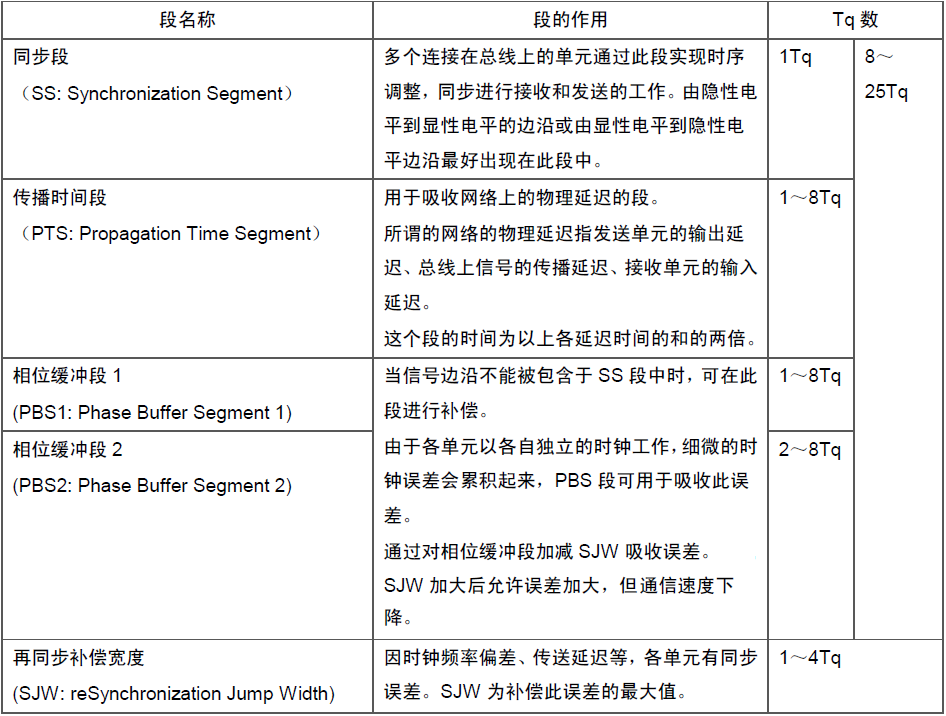 段名称
段的作用
Tq 数
同步段
（SS: Synchronization Segment）
多个连接在总线上的单元通过此段实现时序
调整，同步进行接收和发送的工作。由隐性电
平到显性电平的边沿或由显性电平到隐性电
平边沿最好出现在此段中。
1Tq
8～
25Tq
传播时间段
（PTS: Propagation Time Segment）
用于吸收网络上的物理延迟的段。
所谓的网络的物理延迟指发送单元的输出延
迟、总线上信号的传播延迟、接收单元的输入
延迟。
这个段的时间为以上各延迟时间的和的两倍。
1～8Tq
相位缓冲段 1
(PBS1: Phase Buffer Segment 1)
当信号边沿不能被包含于 SS 段中时，可在此
段进行补偿。
1～8Tq
相位缓冲段 2
(PBS2: Phase Buffer Segment 2)
由于各单元以各自独立的时钟工作，细微的时
钟误差会累积起来，PBS 段可用于吸收此误
差。
通过对相位缓冲段加减 SJW 吸收误差。
SJW 加大后允许误差加大，但通信速度下
降。
2～8Tq
再同步补偿宽度
(SJW: reSynchronization Jump Width)
因时钟频率偏差、传送延迟等，各单元有同步
误差。SJW 为补偿此误差的最大值。
1～4Tq